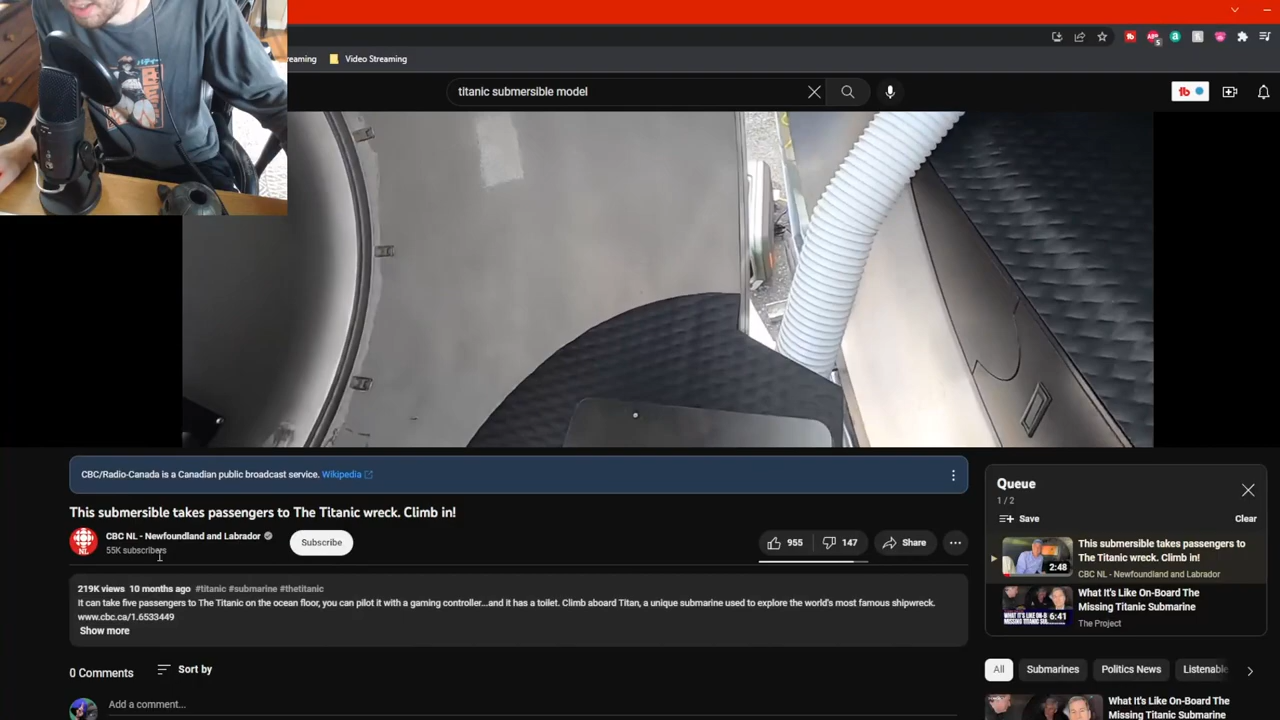 eaming
Video Streaming
titanic submersible model
CBC/Radio-Canada is a Canadian public broadcast service. Wikipedia
This submersible takes passengers to The Titanic wreck. Climb in!
CBC NL - Newfoundland and Labrador
55K subscribers
Subscribe
955
147
Share
219K views 10 months ago #titanic #submarine #thetitanic
It can take five passengers to The Titanic on the ocean floor, you can pilot it with a gaming controller...and it has a toilet. Climb aboard Titan, a unique submarine used to explore the world's most famous shipwreck.
www.cbc.ca/1.6533449
Show more
0 Comments
Sort by
Add a comment...
Queue
1 / 2
Save
Clear
This submersible takes passengers to The Titanic wreck. Climb in!
CBC NL - Newfoundland and Labrador
2:48
What It's Like On-Board The Missing Titanic Submarine
The Project
6:41
All
Submarines
Politics News
Listenable
What It's Like On-Board The
Missing Titanic Submarine